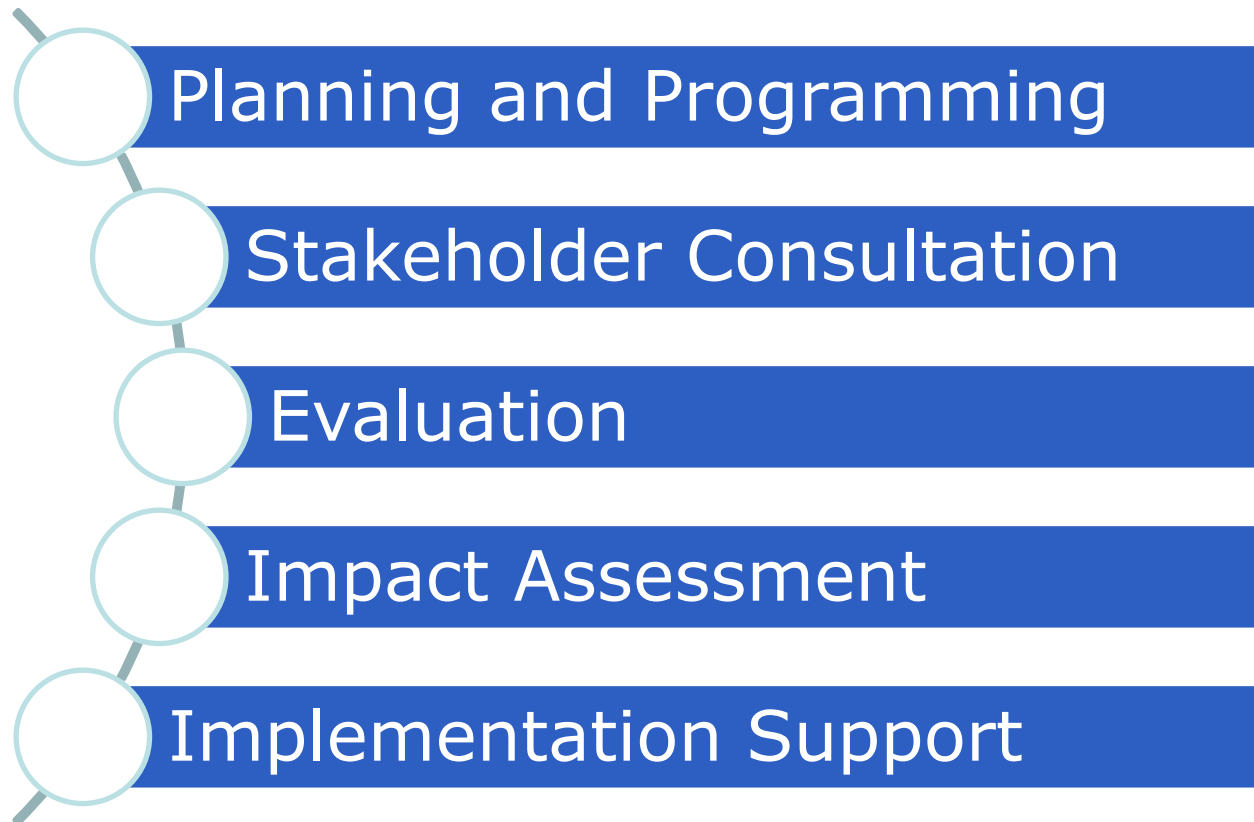 Planning and Programming
Stakeholder Consultation
Evaluation
Impact Assessment
Implementation Support